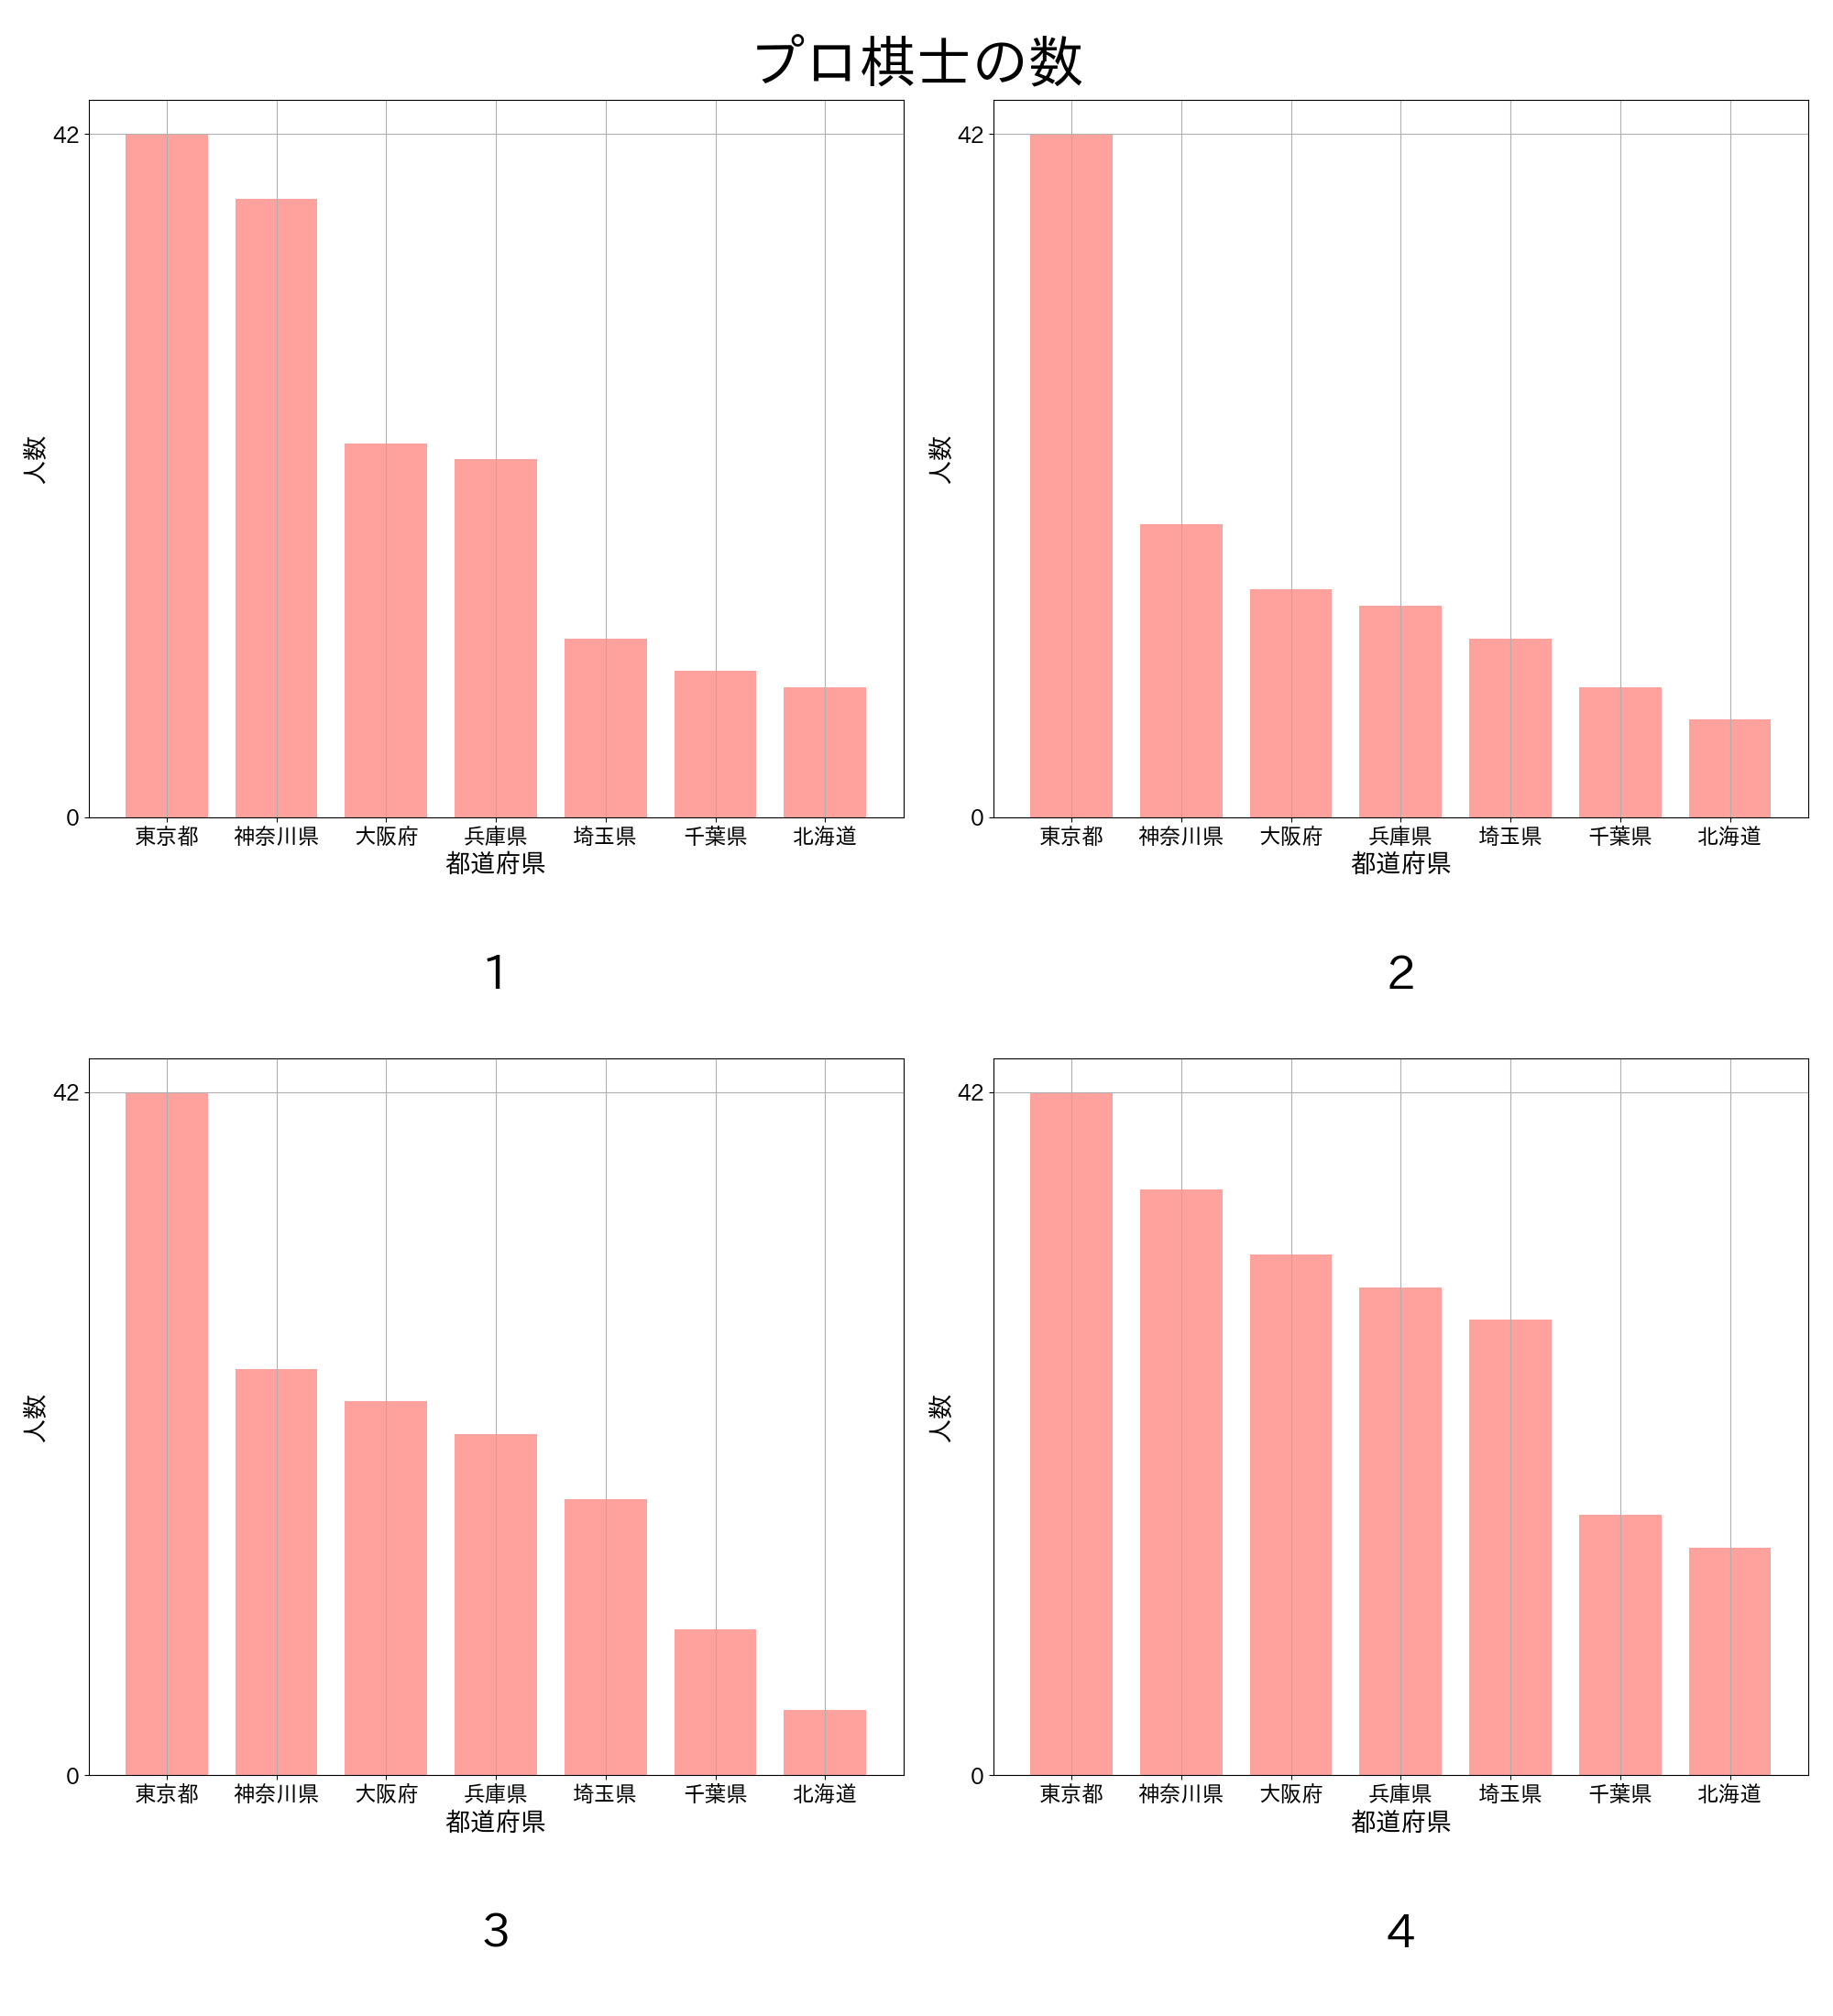 プロ棋士の数
42
0
人数
東京都 神奈川県 大阪府 兵庫県 埼玉県 千葉県 北海道
都道府県
1
42
0
人数
東京都 神奈川県 大阪府 兵庫県 埼玉県 千葉県 北海道
都道府県
2
42
0
人数
東京都 神奈川県 大阪府 兵庫県 埼玉県 千葉県 北海道
都道府県
3
42
0
人数
東京都 神奈川県 大阪府 兵庫県 埼玉県 千葉県 北海道
都道府県
4